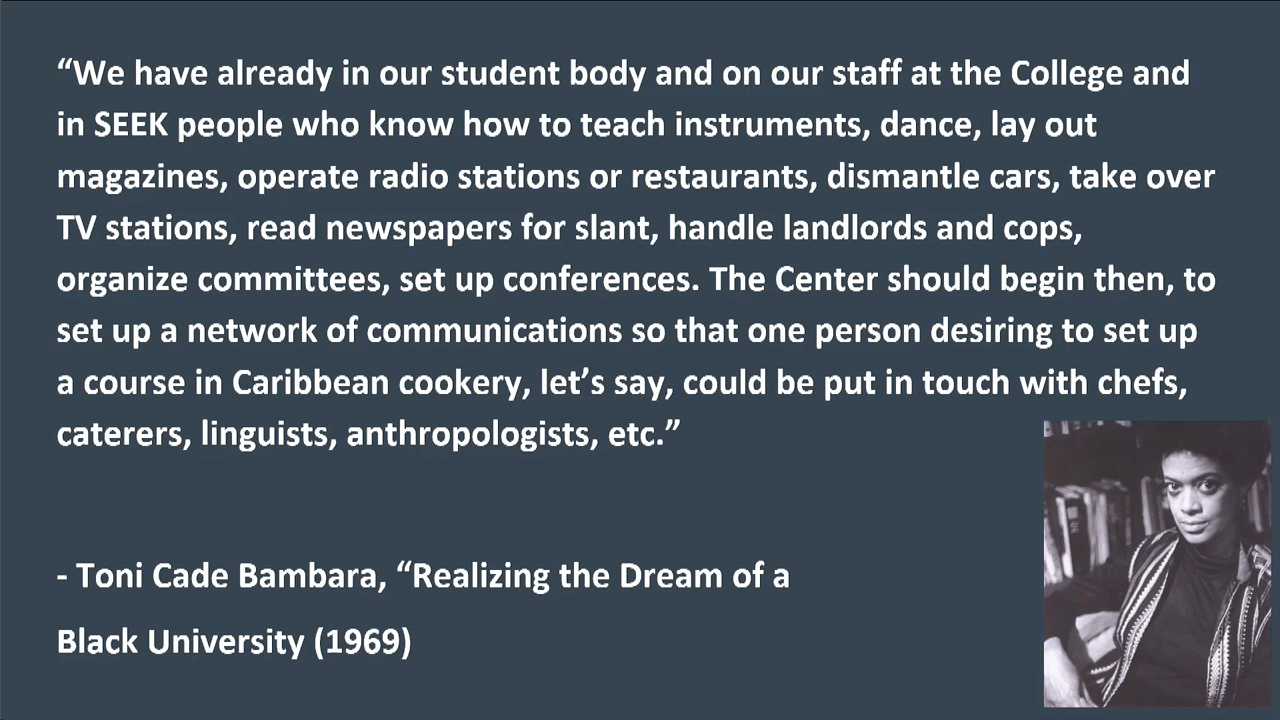 “We have already in our student body and on our staff at the College and
in SEEK people who know how to teach instruments, dance, lay out
magazines, operate radio stations or restaurants, dismantle cars, take over
TV stations, read newspapers for slant, handle landlords and cops,
organize committees, set up conferences. The Center should begin then, to
set up a network of communications so that one person desiring to set up
a course in Caribbean cookery, let’s say, could be put in touch with chefs,
caterers, linguists, anthropologists, etc.”
- Toni Cade Bambara, “Realizing the Dream of a
Black University (1969)